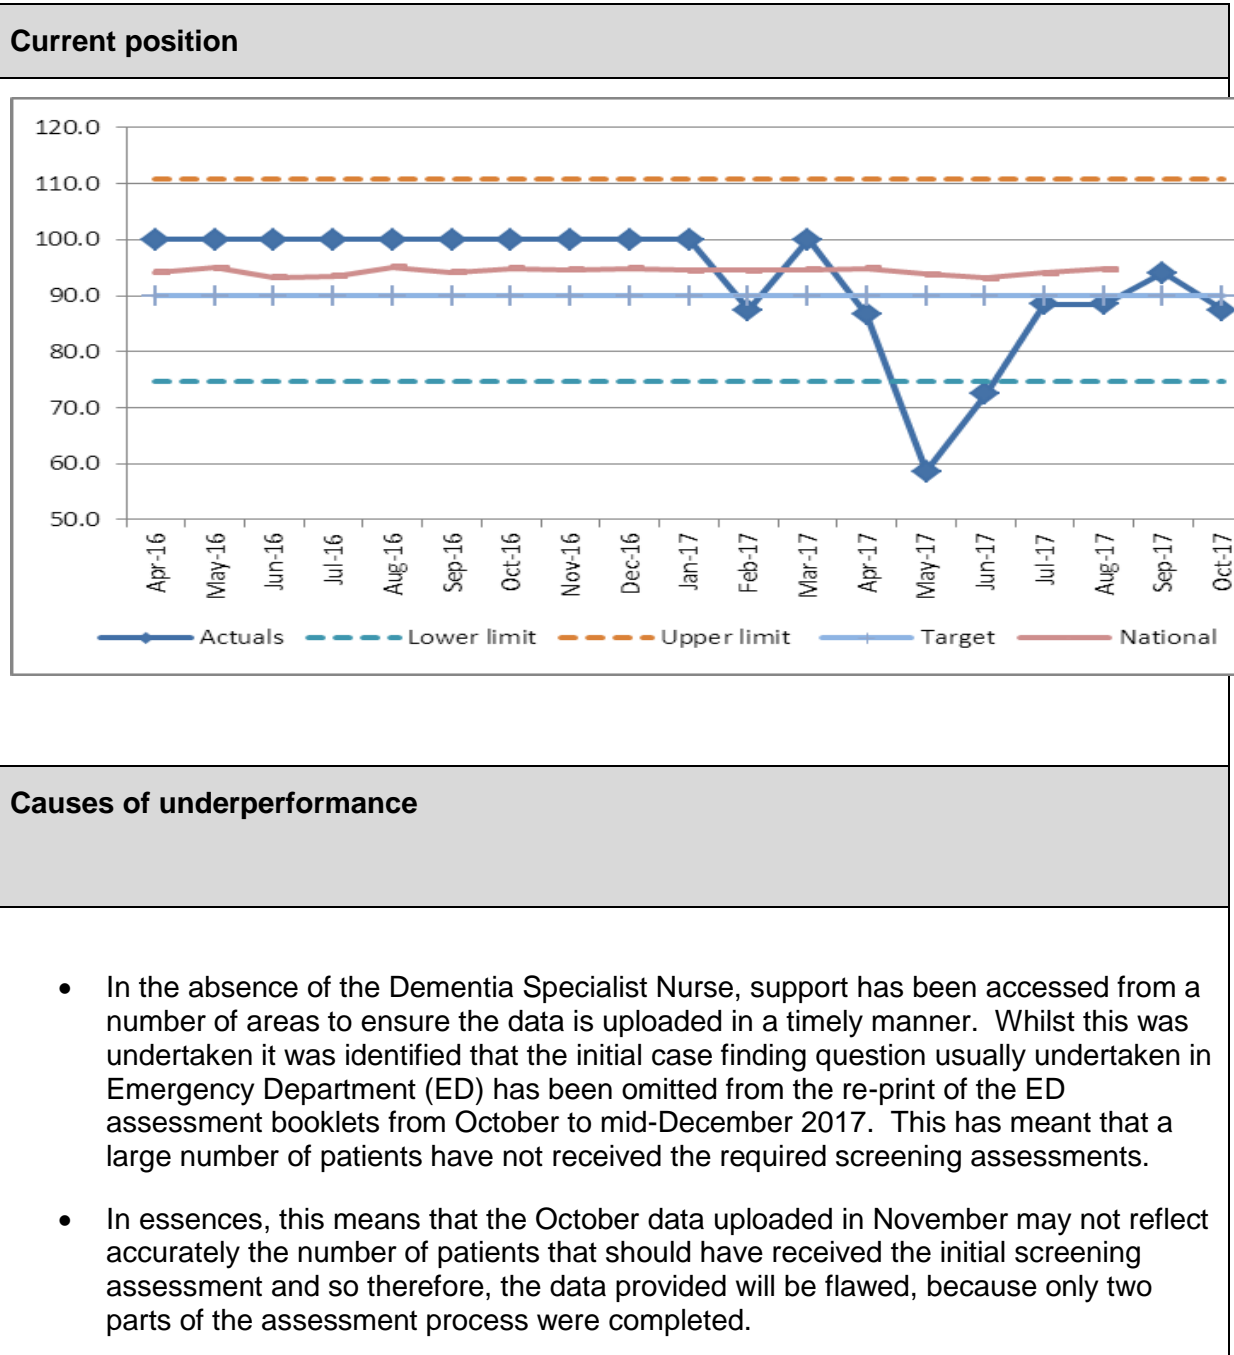 Current position
120.0
110.0
100.0
90.0
80.0
70.0
60.0
50.0
Apr-16
May-16
Jun-16
Jul-16
Aug-16
Sep-16
Oct-16
Nov-16
Dec-16
Jan-17
Feb-17
Mar-17
Apr-17
May-17
Jun-17
Jul-17
Aug-17
Sep-17
Oct-17
Actuals Lower limit Upper limit Target National
Causes of underperformance
• In the absence of the Dementia Specialist Nurse, support has been accessed from a
number of areas to ensure the data is uploaded in a timely manner. Whilst this was
undertaken it was identified that the initial case finding question usually undertaken in
Emergency Department (ED) has been omitted from the re-print of the ED
assessment booklets from October to mid-December 2017. This has meant that a
large number of patients have not received the required screening assessments.
• In essences, this means that the October data uploaded in November may not reflect
accurately the number of patients that should have received the initial screening
assessment and so therefore, the data provided will be flawed, because only two
parts of the assessment process were completed.